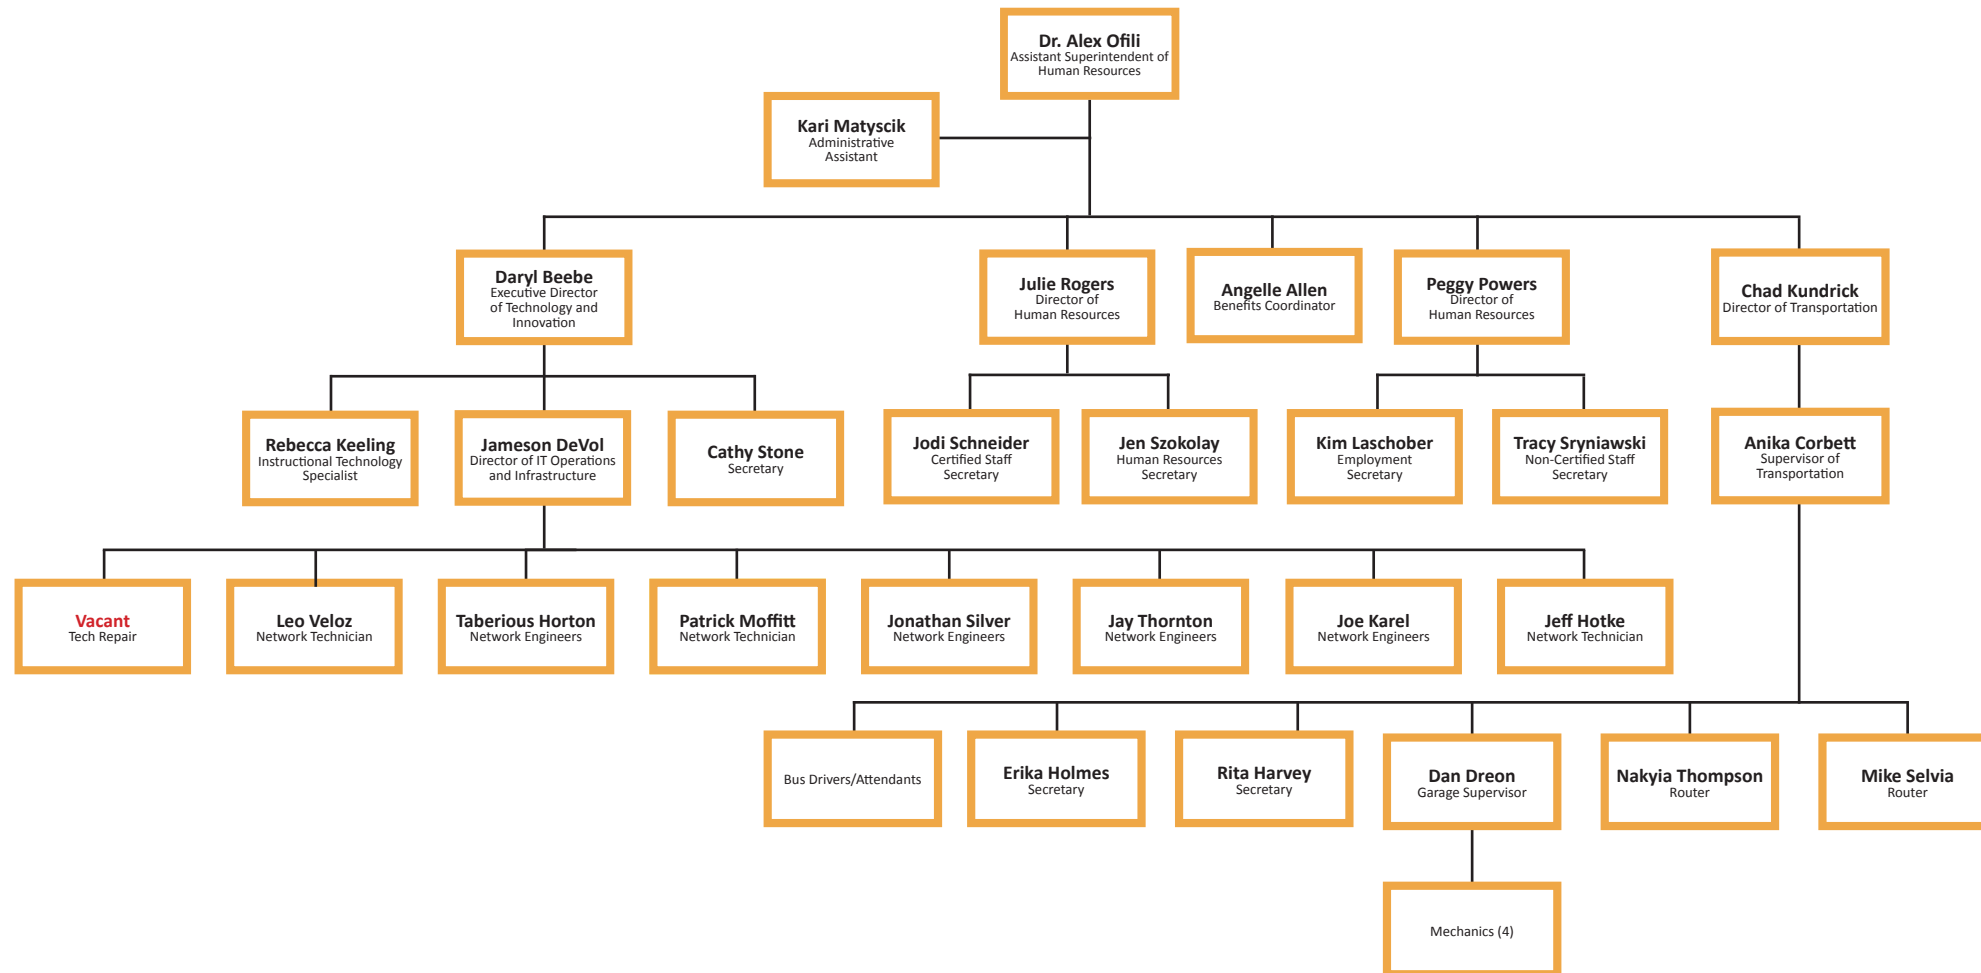 Dr. Alex Ofili
Assistant Superintendent of
Human Resources
Kari Matyscik
Administrative
Assistant
Daryl Beebe
Executive Director
of Technology and
Innovation
Julie Rogers
Director of
Human Resources
Angelle Allen
Benefits Coordinator
Peggy Powers
Director of
Human Resources
Chad Kundrick
Director of Transportation
Rebecca Keeling
Instructional Technology
Specialist
Jameson DeVol
Director of IT Operations
and Infrastructure
Cathy Stone
Secretary
Jodi Schneider
Certified Staff
Secretary
Jen Szokolay
Human Resources
Secretary
Kim Laschober
Employment
Secretary
Tracy Sryniawski
Non-Certified Staff
Secretary
Anika Corbett
Supervisor of
Transportation
Vacant
Tech Repair
Leo Veloz
Network Technician
Taberious Horton
Network Engineers
Patrick Moffitt
Network Technician
Jonathan Silver
Network Engineers
Jay Thornton
Network Engineers
Joe Karel
Network Engineers
Jeff Hotke
Network Technician
Bus Drivers/Attendants
Erika Holmes
Secretary
Rita Harvey
Secretary
Dan Dreon
Garage Supervisor
Nakyia Thompson
Router
Mike Selvia
Router
Mechanics (4)